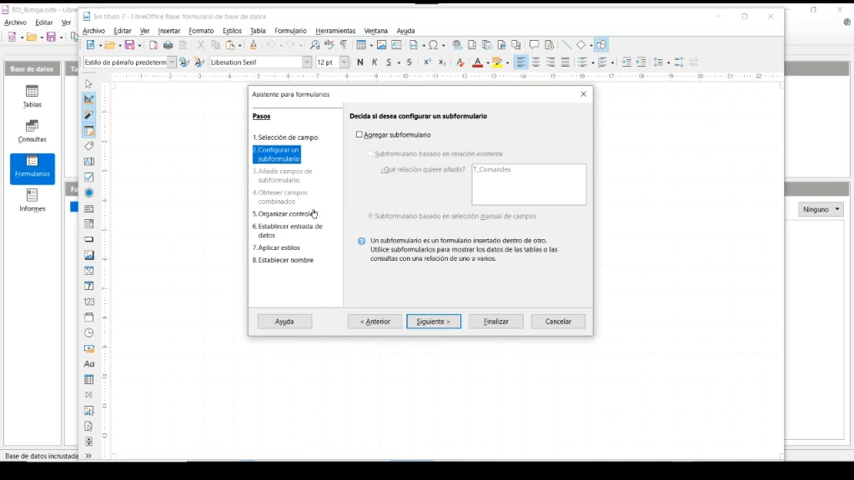 BD_Botiga.odb - Libre
Sin título 2 - LibreOffice Base: formulario de base de datos
Archivo Editar Ver
Archivo Editar Ver Insertar Formato Estilos Tabla Formulario Herramientas Ventana Ayuda
Estilo de párrafo predeterm Liberation Serif 12 pt N K S S
Base de datos
Tablas
Consultas
Formularios
Informes
Ninguno
Asistente para formularios
Pasos
1.Selección de campo
2.Configurar un
subformulario
3.Añadir campos de
subformulario
4.Obtener campos
combinados
5.Organizar controles
6.Establecer entrada de
datos
7.Aplicar estilos
8.Establecer nombre
Decida si desea configurar un subformulario
Agregar subformulario
Subformulario basado en relación existente
¿Qué relación quiere añadir? T_Comandes
Subformulario basado en selección manual de campos
Un subformulario es un formulario insertado dentro de otro.
Utilice subformularios para mostrar los datos de las tablas o las
consultas con una relación de uno a varios.
Ayuda < Anterior Siguiente > Finalizar Cancelar
Base de datos incrustada